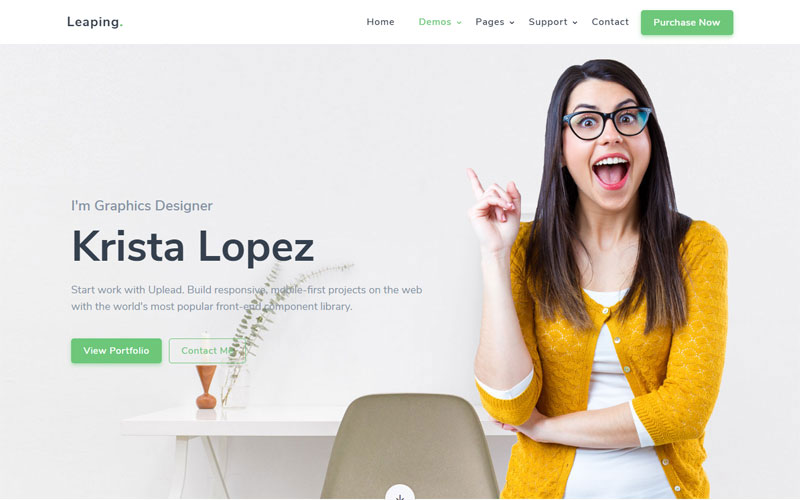 Leaping.
Home Demos Pages Support Contact Purchase Now
I'm Graphics Designer
Krista Lopez
Start work with Uplead. Build responsive, mobile-first projects on the web
with the world's most popular front-end component library.
View Portfolio Contact Me